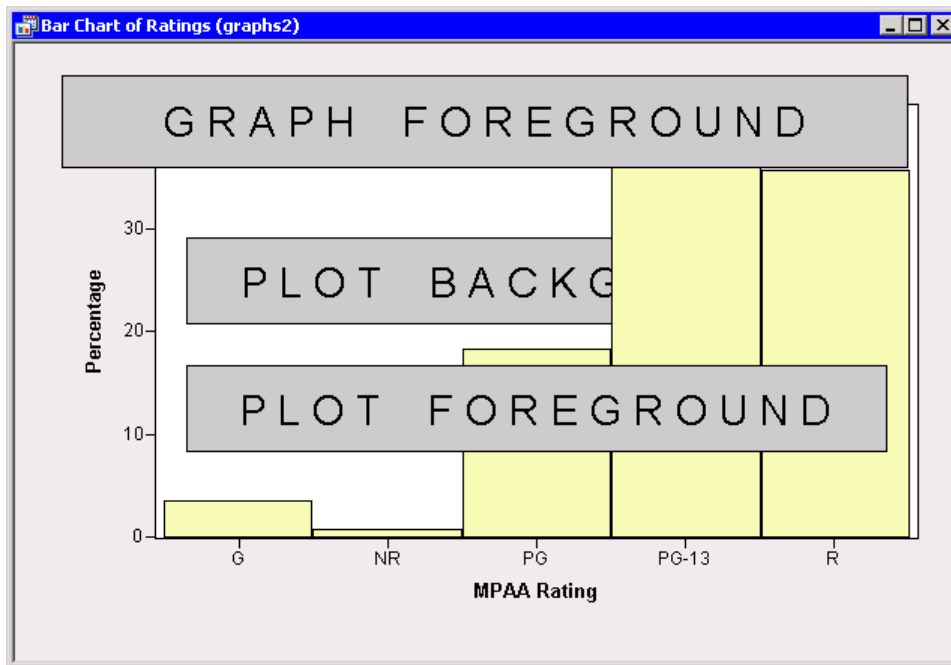 Bar Chart of Ratings (graphs2)
GRAPH FOREGROUND
30
PLOT BACKG
Percentage
20
PLOT FOREGROUND
10
0
G NR PG PG-13 R
MPAA Rating